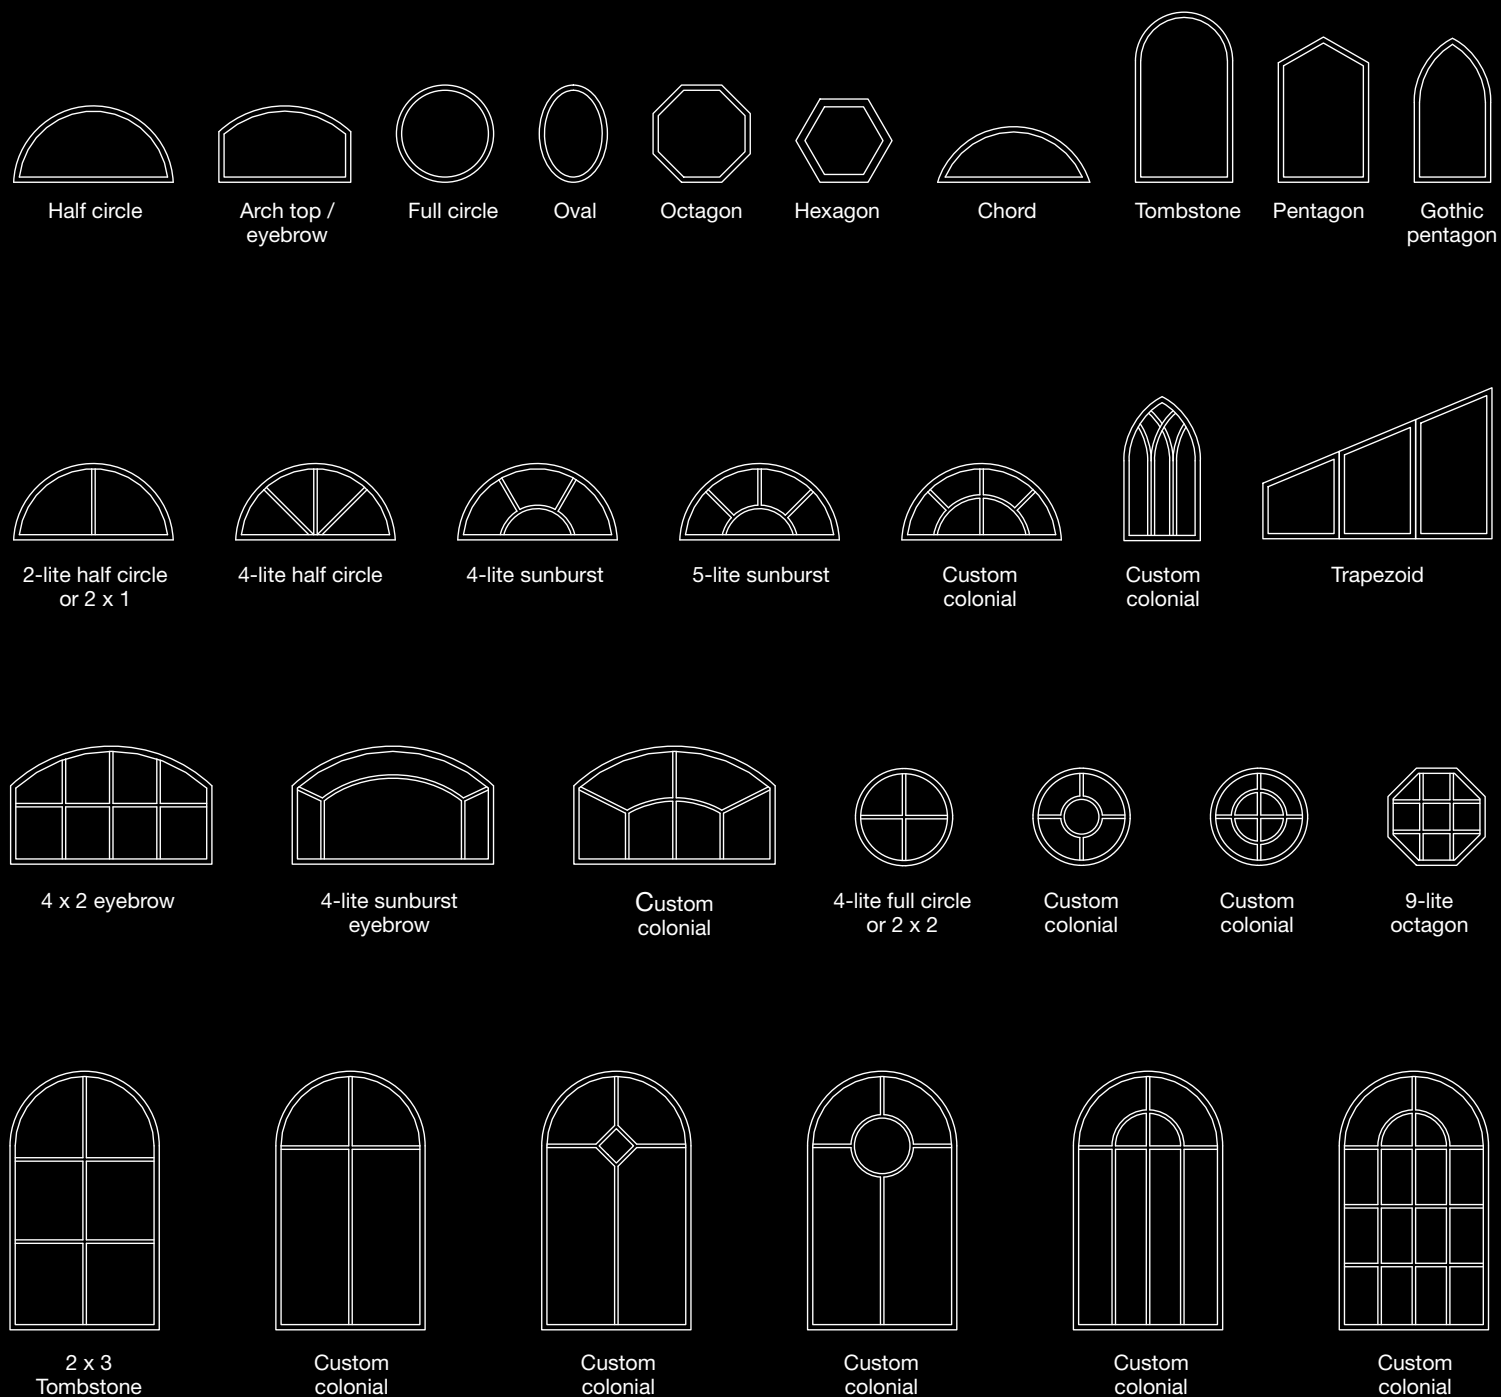 Half circle
Arch top /
eyebrow
Full circle
Oval
Octagon
Hexagon
Chord
Tombstone
Pentagon
Gothic
pentagon
2-lite half circle
or 2 x 1
4-lite half circle
4-lite sunburst
5-lite sunburst
Custom
colonial
Custom
colonial
Trapezoid
4 x 2 eyebrow
4-lite sunburst
eyebrow
Custom
colonial
4-lite full circle
or 2 x 2
Custom
colonial
Custom
colonial
9-lite
octagon
2 x 3
Tombstone
Custom
colonial
Custom
colonial
Custom
colonial
Custom
colonial
Custom
colonial